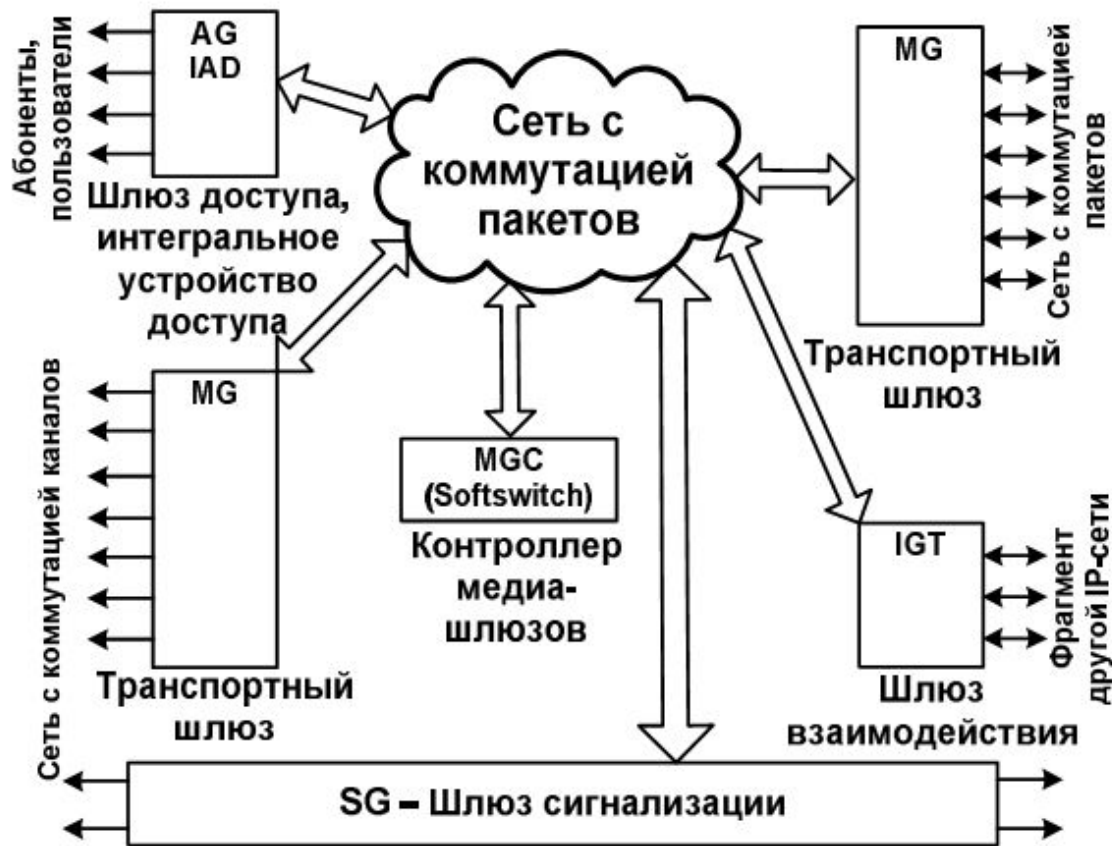 Абоненты,
пользователи
AG
IAD
Шлюз доступа,
интегральное
устройство
доступа
Сеть с
коммутацией
пакетов
MG
Сеть с коммутацией
пакетов
Транспортный
шлюз
Сеть с коммутацией каналов
MG
Транспортный
шлюз
MGC
(Softswitch)
Контроллер
медиа-
шлюзов
IGT
Фрагмент
другой IP-сети
Шлюз
взаимодействия
SG – Шлюз сигнализации